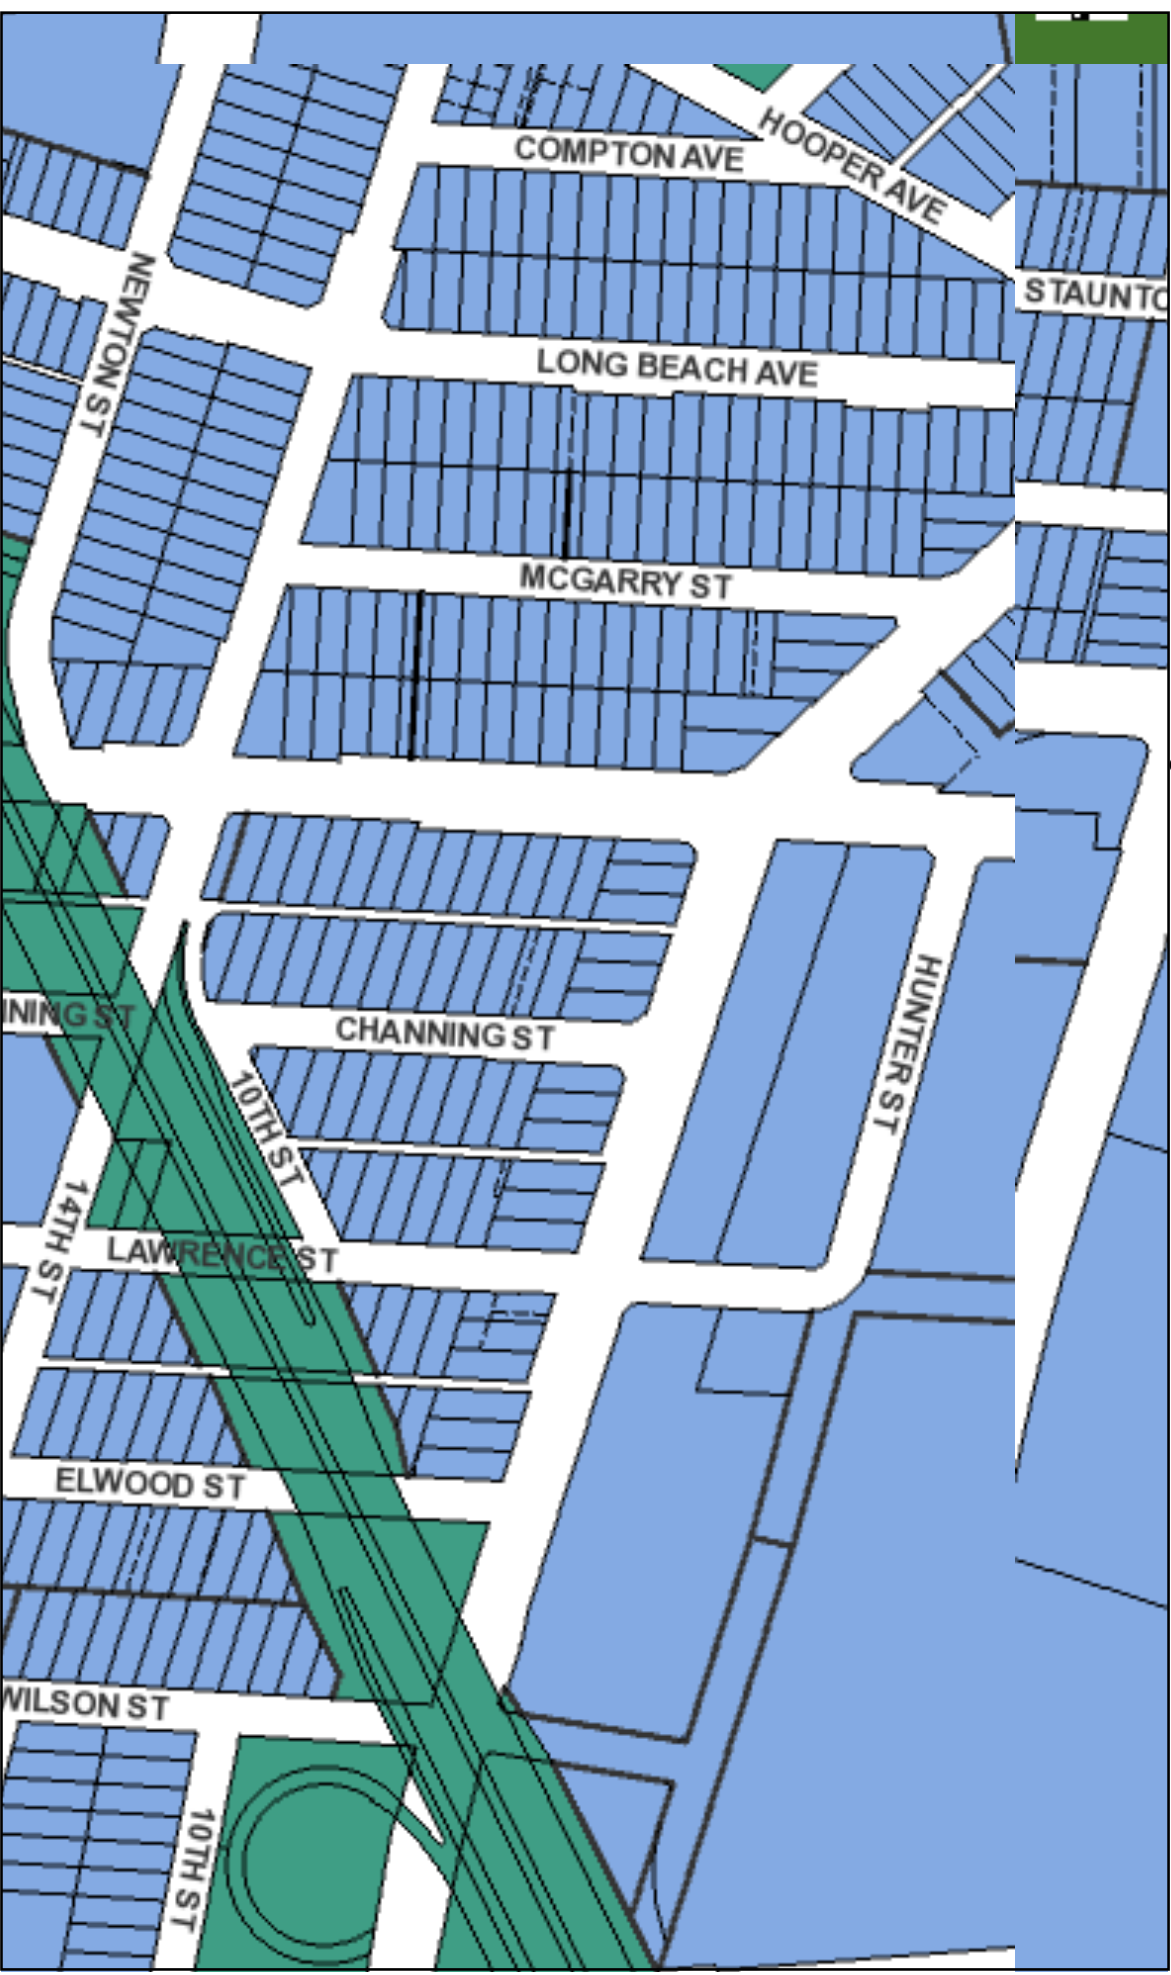 COMPTON AVE
HOOPER AVE
STAUNTO
NEWTON ST
LONG BEACH AVE
MCGARRY ST
HUNTER ST
NING ST
CHANNING ST
10TH ST
14TH ST
LAWRENCE ST
ELWOOD ST
WILSON ST
10TH ST